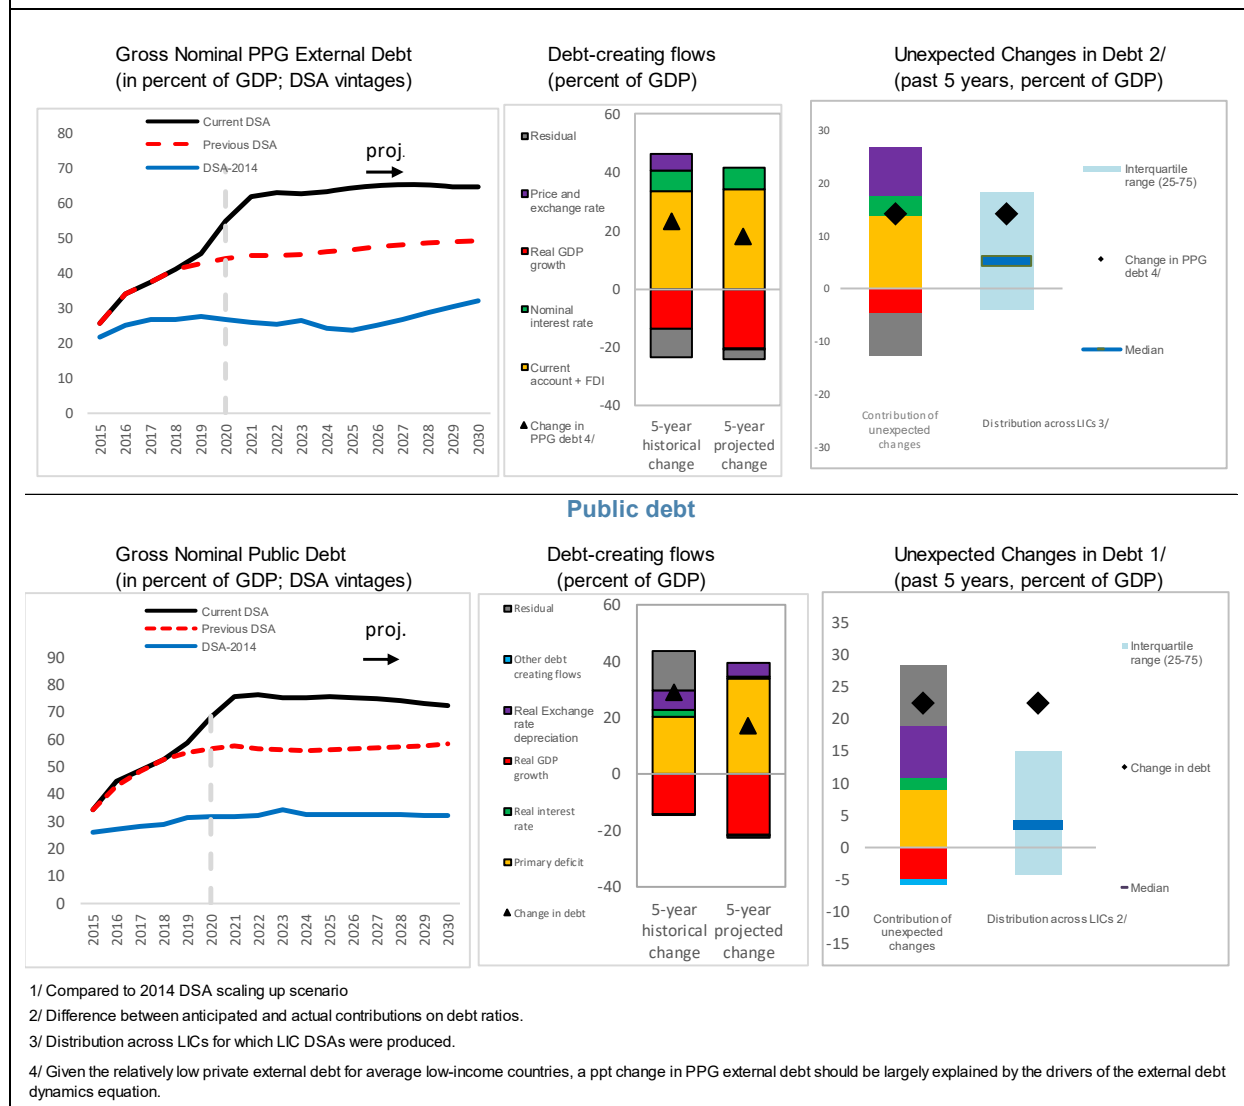 Gross Nominal PPG External Debt
(in percent of GDP; DSA vintages)
Current DSA
Previous DSA
DSA-2014
proj.
80
70
60
50
40
30
20
10
0
2015
2016
2017
2018
2019
2020
2021
2022
2023
2024
2025
2026
2027
2028
2029
2030
Debt-creating flows
(percent of GDP)
Residual
Price and
exchange rate
Real GDP
growth
Nominal
interest rate
Current
account + FDI
Change in
PPG debt 4/
60
40
20
0
-20
-40
5-year
historical
change
5-year
projected
change
Unexpected Changes in Debt 2/
(past 5 years, percent of GDP)
30
20
10
0
-10
-20
-30
Contribution of
unexpected
changes
Distribution across LICs 3/
Interquartile
range (25-75)
Change in PPG
debt 4/
Median
Public debt
Gross Nominal Public Debt
(in percent of GDP; DSA vintages)
Current DSA
Previous DSA
DSA-2014
proj.
90
80
70
60
50
40
30
20
10
0
2015
2016
2017
2018
2019
2020
2021
2022
2023
2024
2025
2026
2027
2028
2029
2030
Debt-creating flows
(percent of GDP)
Residual
Other debt
creating flows
Real Exchange
rate
depreciation
Real GDP
growth
Real interest
rate
Primary deficit
Change in debt
60
40
20
0
-20
-40
5-year
historical
change
5-year
projected
change
Unexpected Changes in Debt 1/
(past 5 years, percent of GDP)
35
30
25
20
15
10
5
0
-5
-10
-15
Contribution of
unexpected
changes
Distribution across LICs 2/
Interquartile
range (25-75)
Change in debt
Median
1/ Compared to 2014 DSA scaling up scenario
2/ Difference between anticipated and actual contributions on debt ratios.
3/ Distribution across LICs for which LIC DSAs were produced.
4/ Given the relatively low private external debt for average low-income countries, a ppt change in PPG external debt should be largely explained by the drivers of the external debt
dynamics equation.